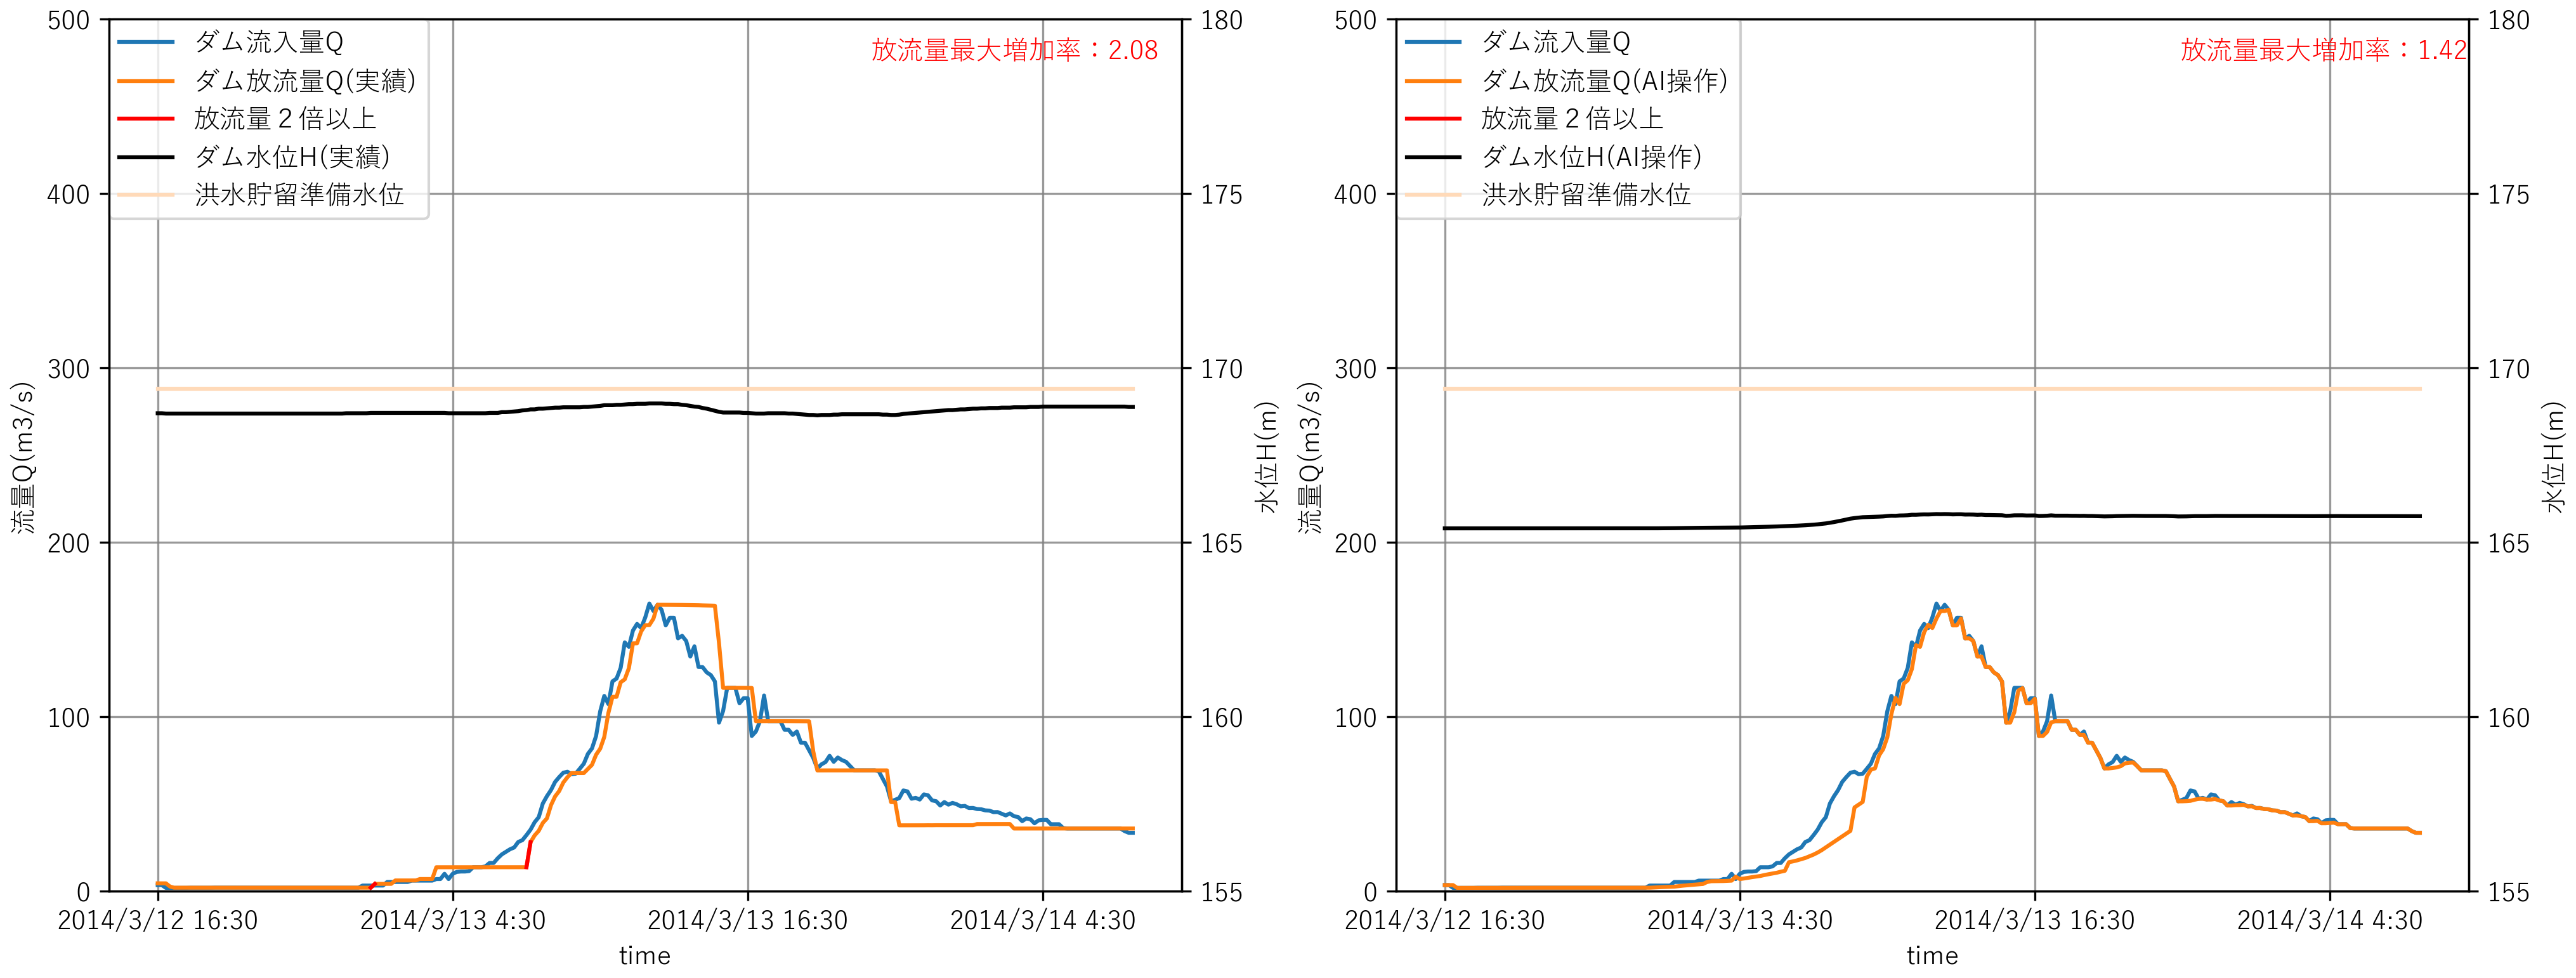 500
400
300
200
100
0
流量Q(m3/s)
ダム流入量Q
ダム放流量Q(実績)
放流量２倍以上
ダム水位H(実績)
洪水貯留準備水位
放流量最大増加率：2.08
180
175
170
165
160
155
水位H(m)
2014/3/12 16:30
2014/3/13 4:30
2014/3/13 16:30
2014/3/14 4:30
time
500
400
300
200
100
0
流量Q(m3/s)
ダム流入量Q
ダム放流量Q(AI操作)
放流量２倍以上
ダム水位H(AI操作)
洪水貯留準備水位
放流量最大増加率：1.42
180
175
170
165
160
155
水位H(m)
2014/3/12 16:30
2014/3/13 4:30
2014/3/13 16:30
2014/3/14 4:30
time